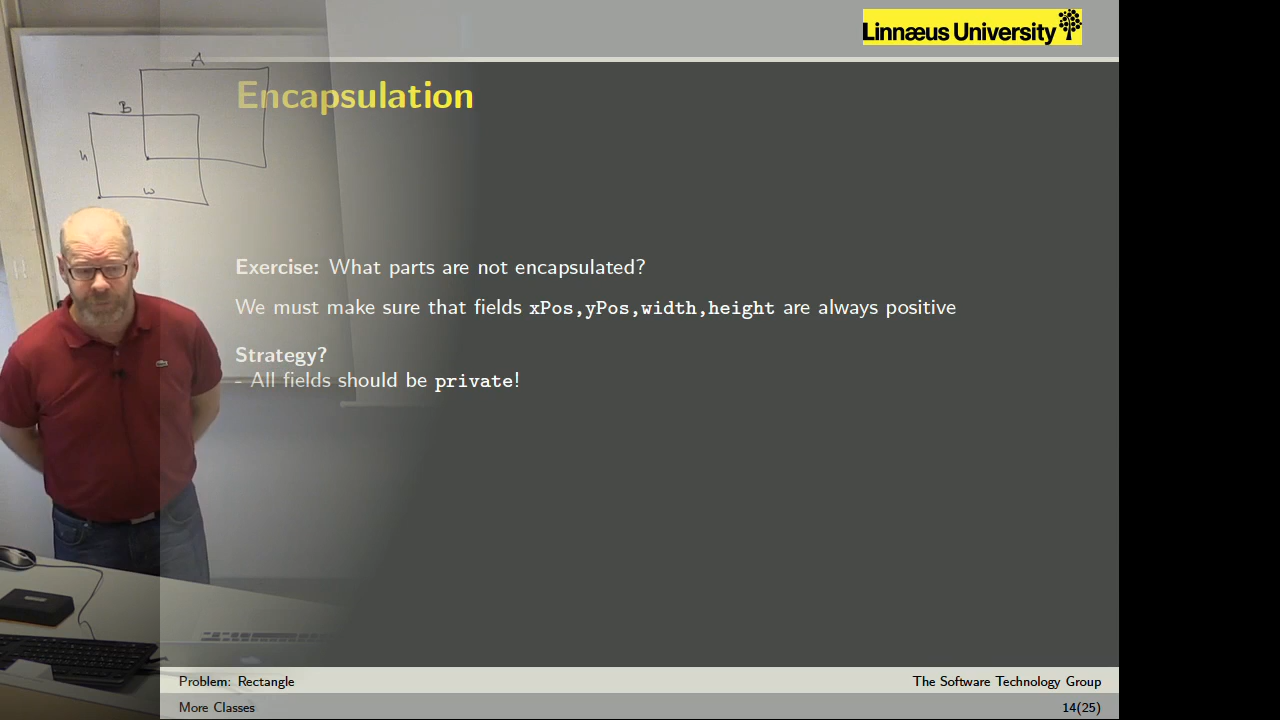 Linnæus University
A
Encapsulation
B
h
w
Exercise: What parts are not encapsulated?
We must make sure that fields xPos,yPos,width,height are always positive
Strategy?
- All fields should be private!
Problem: Rectangle
The Software Technology Group
More Classes
14(25)